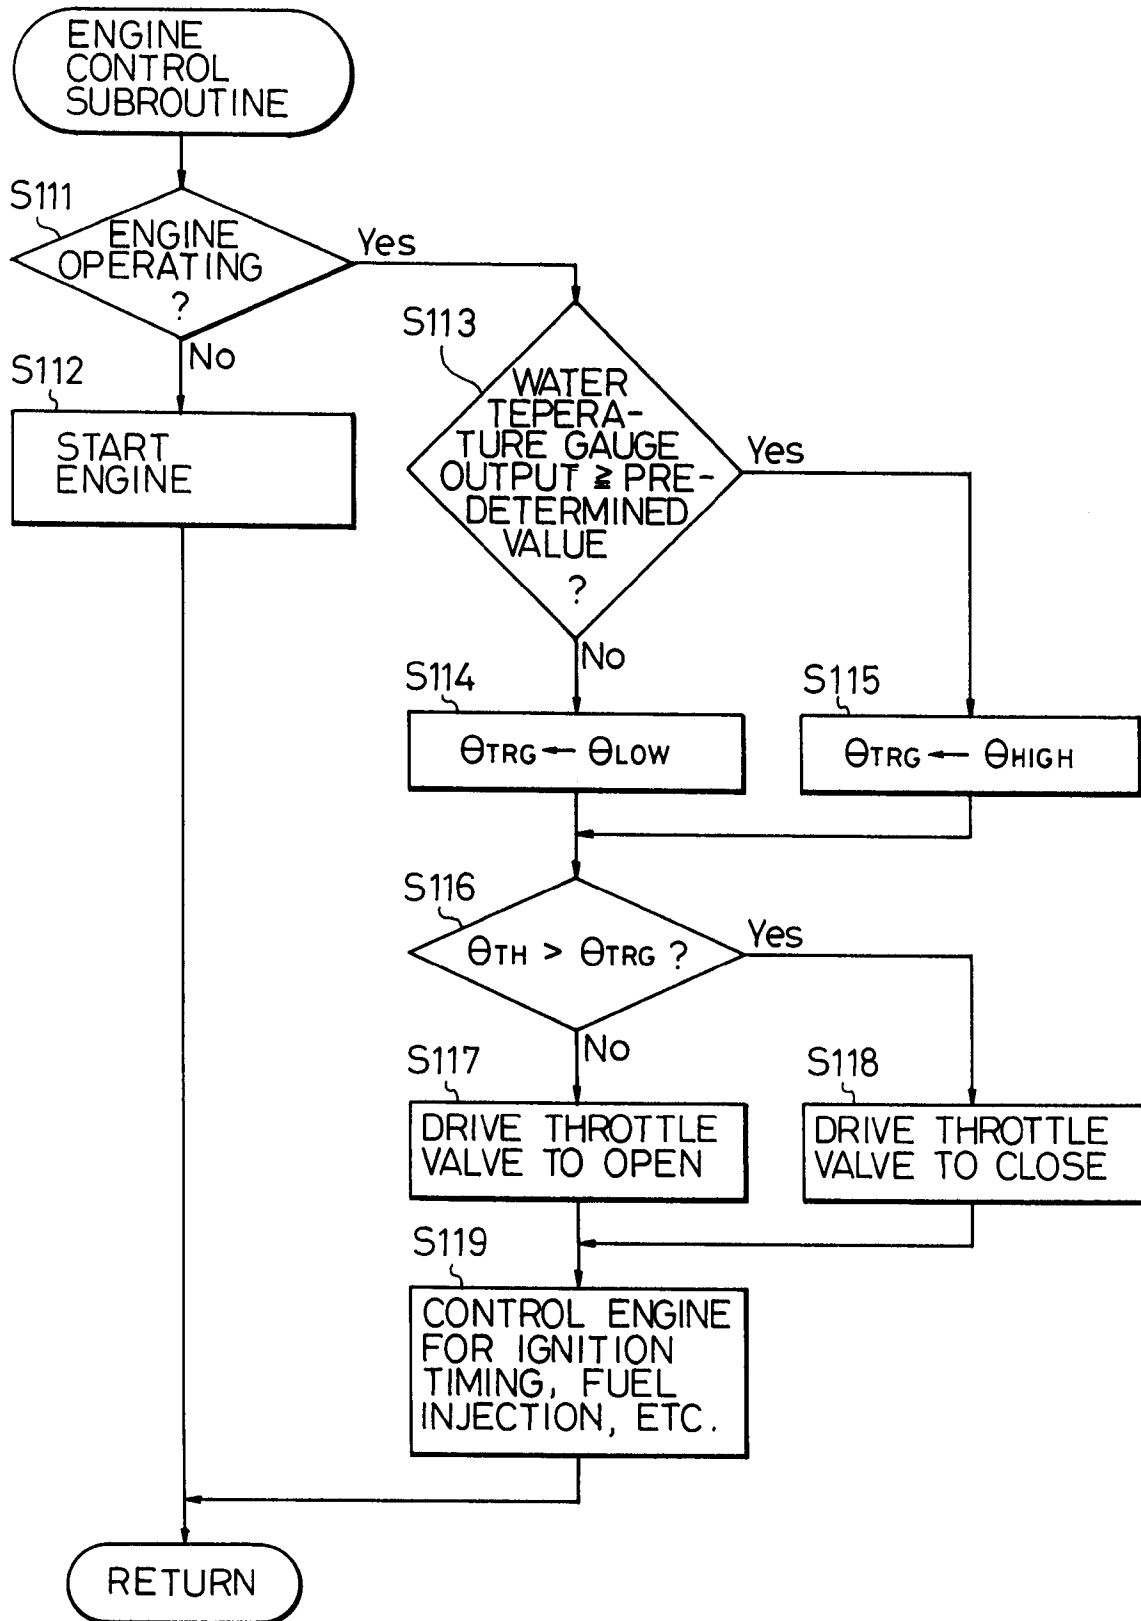 ENGINE
CONTROL
SUBROUTINE
S111
ENGINE
OPERATING
?
Yes
No
S112
START
ENGINE
S113
WATER
TEPERA-
TURE GAUGE
OUTPUT ≧ PRE-
DETERMINED
VALUE
?
Yes
No
S114
ΘTRG ← ΘLOW
S115
ΘTRG ← ΘHIGH
S116
ΘTH > ΘTRG ?
Yes
No
S117
DRIVE THROTTLE
VALVE TO OPEN
S118
DRIVE THROTTLE
VALVE TO CLOSE
S119
CONTROL ENGINE
FOR IGNITION
TIMING, FUEL
INJECTION, ETC.
RETURN